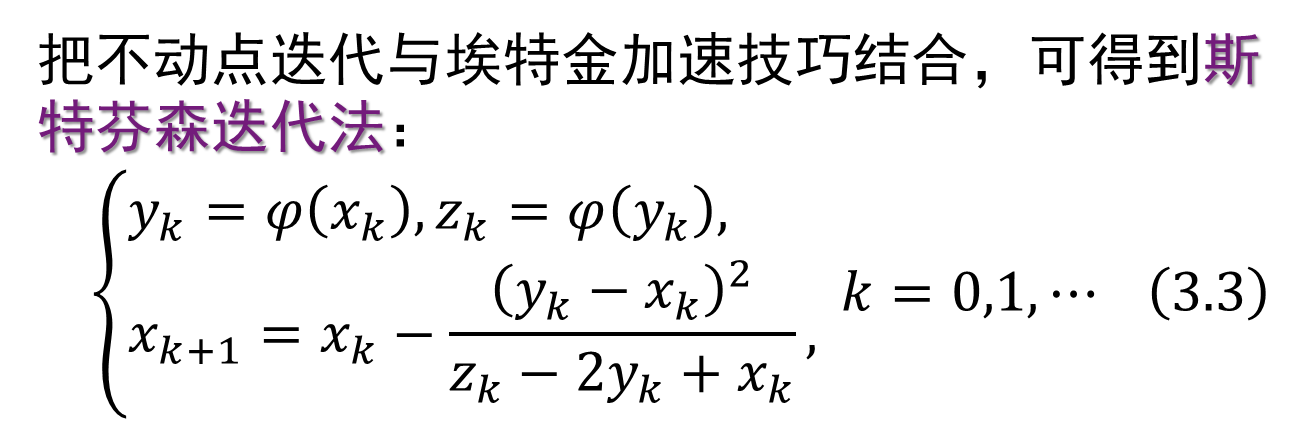 把不动点迭代与埃特金加速技巧结合，可得到斯
特芬森迭代法：
y_k = φ(x_k), z_k = φ(y_k),
x_{k+1} = x_k − \frac{(y_k − x_k)^2}{z_k − 2y_k + x_k}, k = 0,1,⋯ (3.3)